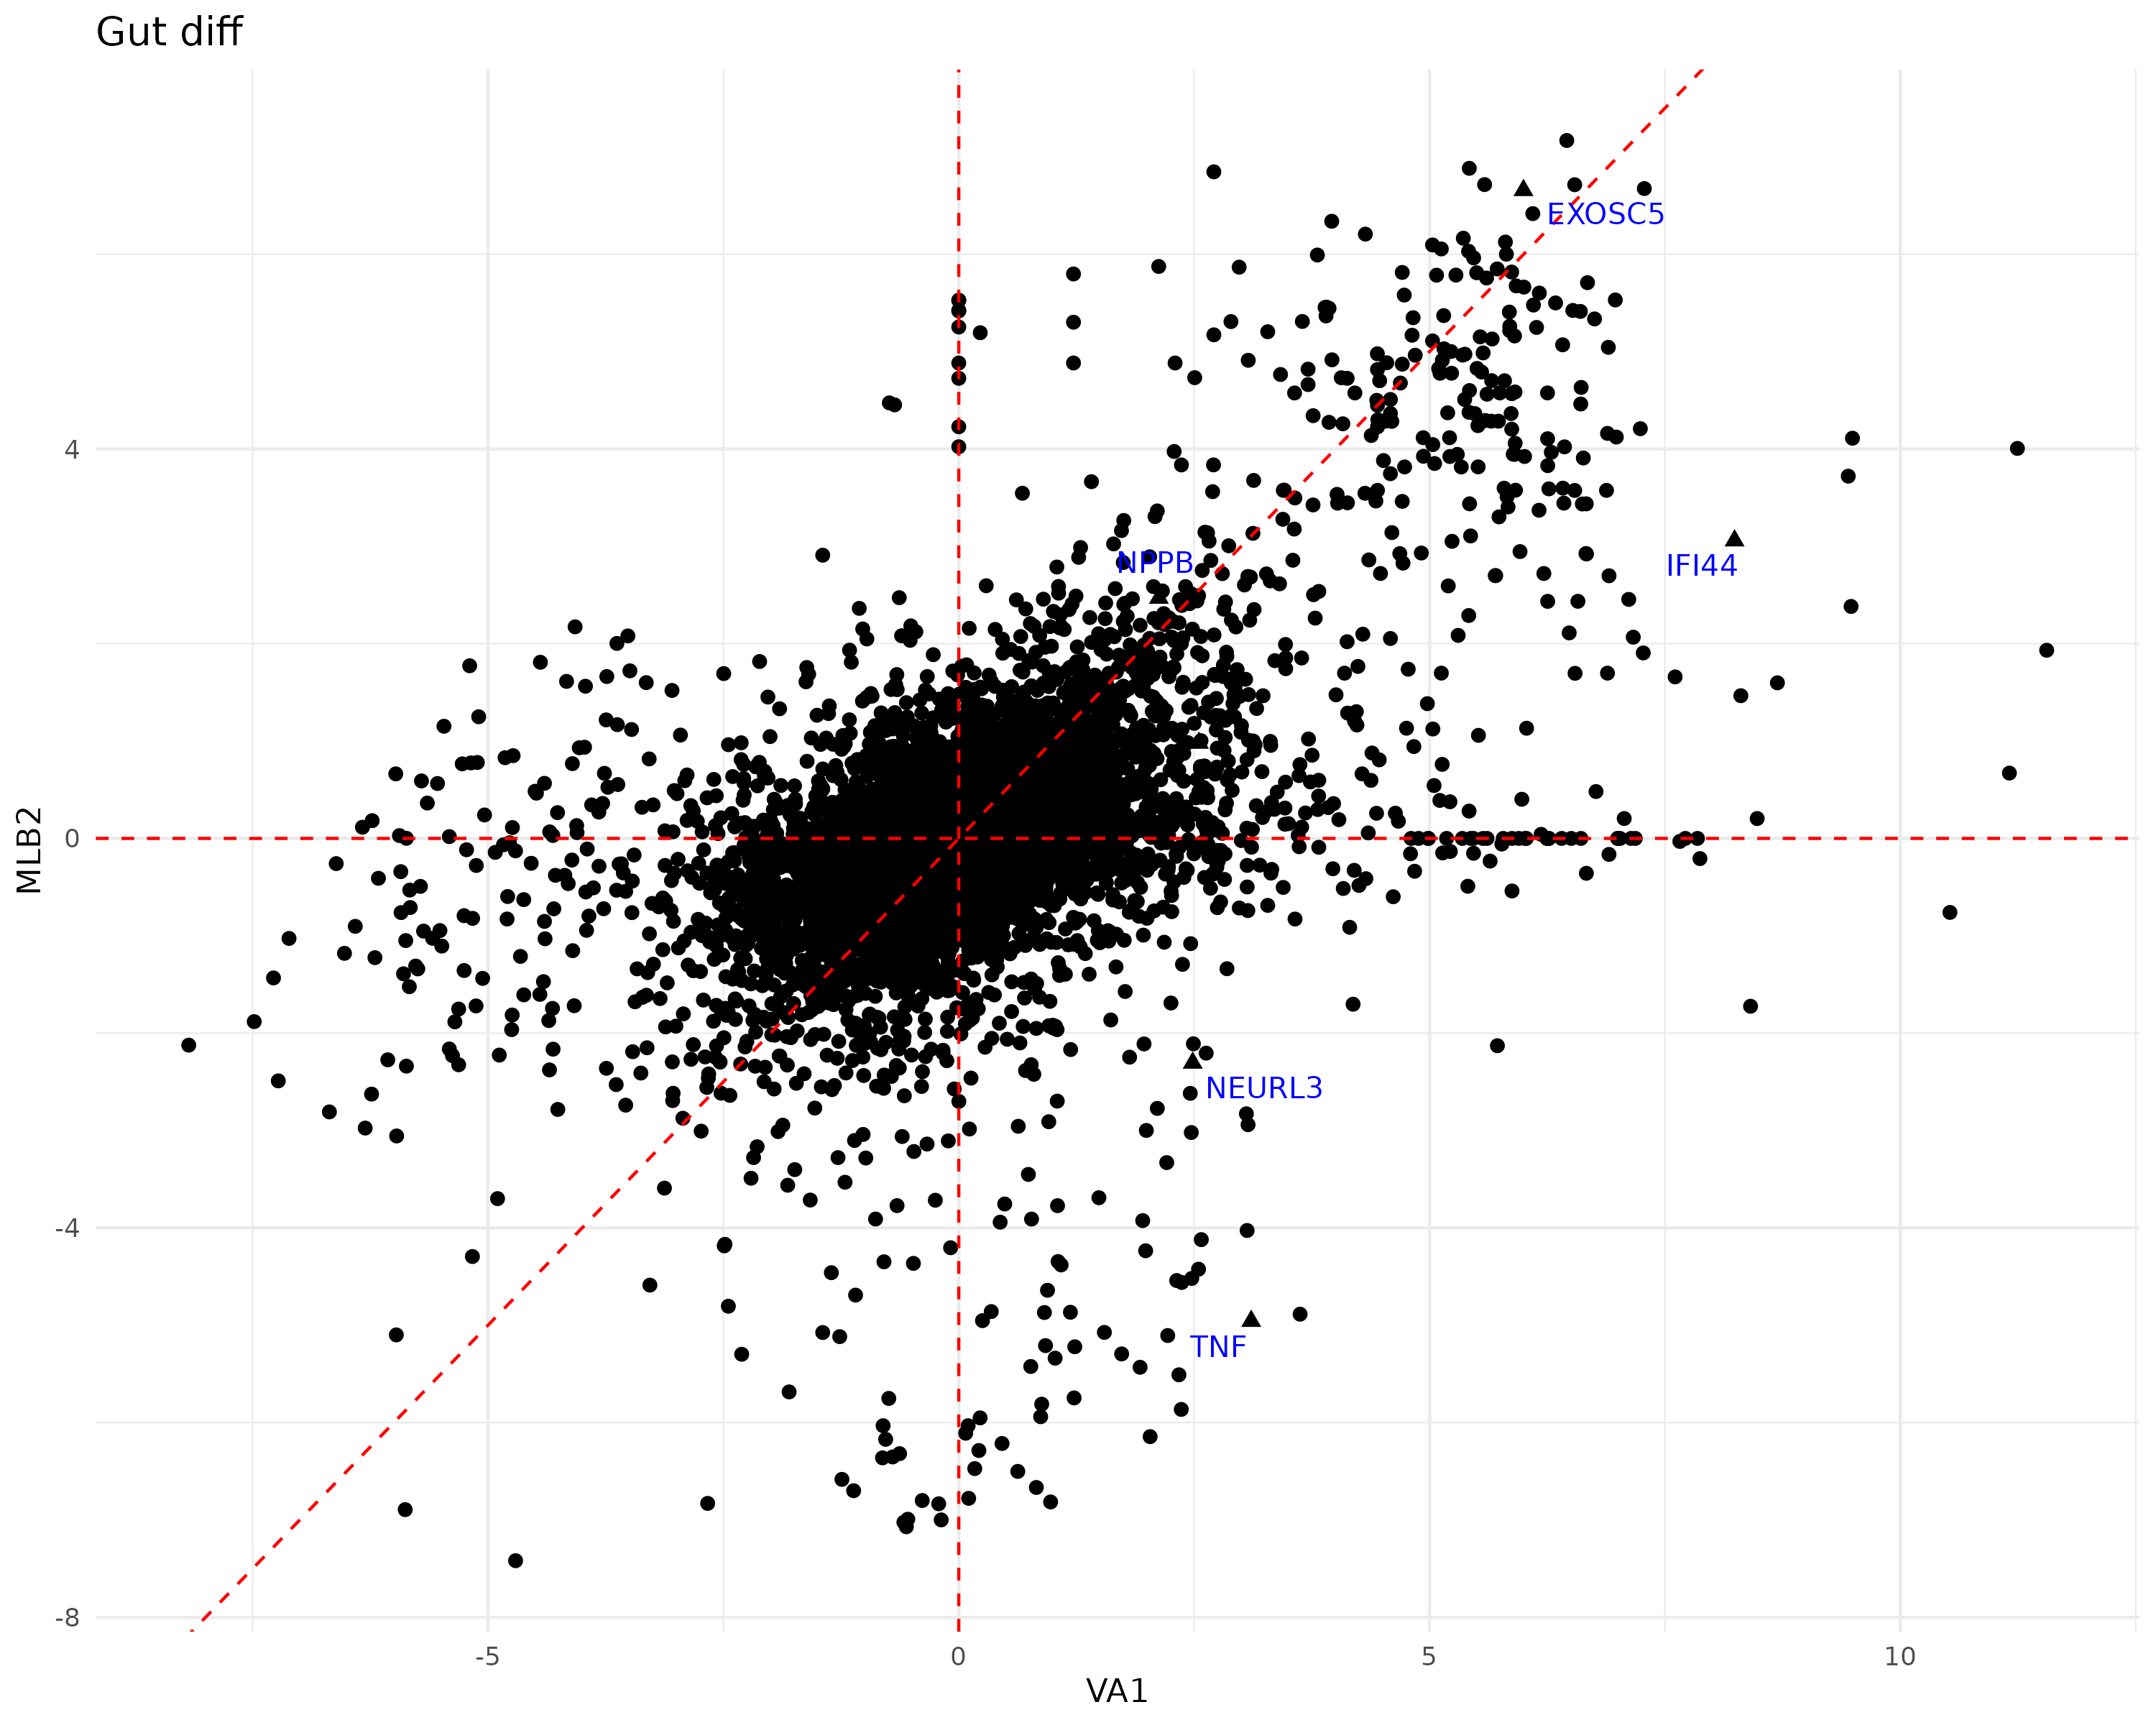 Gut diff
EXOSC5
4
NPPB
IFI44
MLB2
0
NEURL3
-4
TNF
-8
-5
0
5
10
VA1